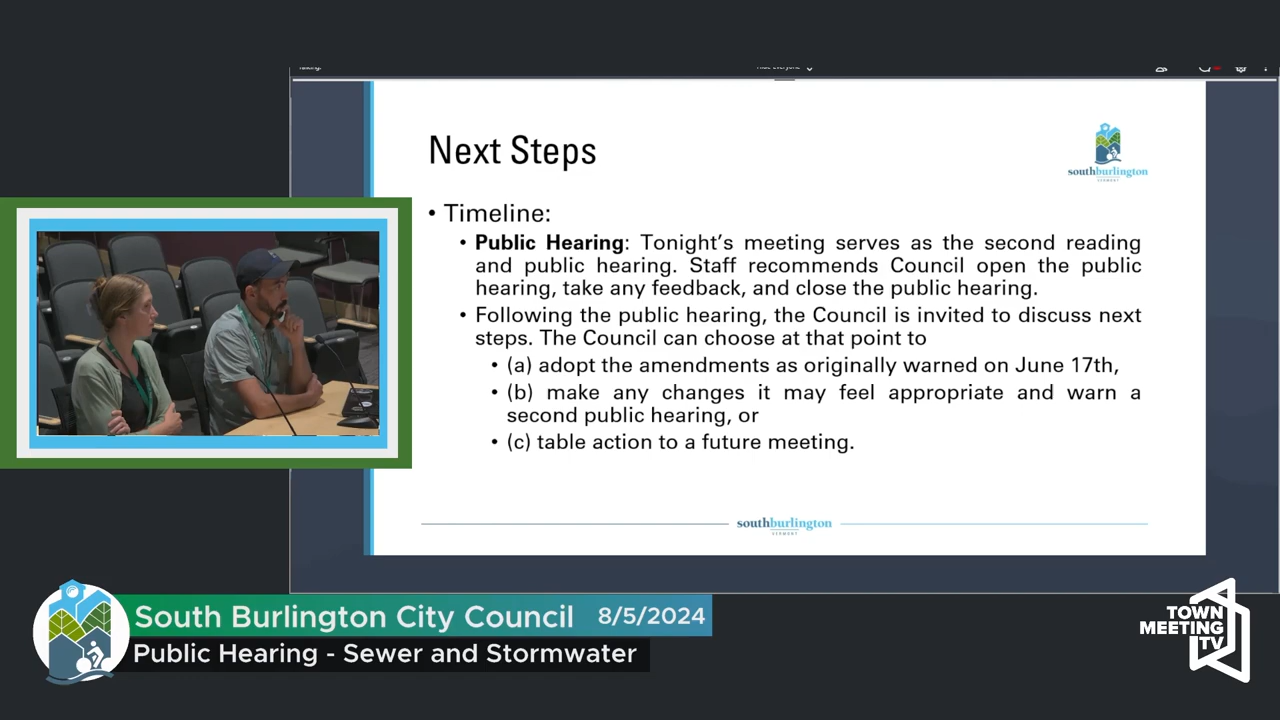 Next Steps
southburlington
VERMONT
• Timeline:
• Public Hearing: Tonight's meeting serves as the second reading
and public hearing. Staff recommends Council open the public
hearing, take any feedback, and close the public hearing.
• Following the public hearing, the Council is invited to discuss next
steps. The Council can choose at that point to
• (a) adopt the amendments as originally warned on June 17th,
• (b) make any changes it may feel appropriate and warn a
second public hearing, or
• (c) table action to a future meeting.
southburlington
VERMONT
South Burlington City Council 8/5/2024
Public Hearing - Sewer and Stormwater
TOWN
MEETING
TV